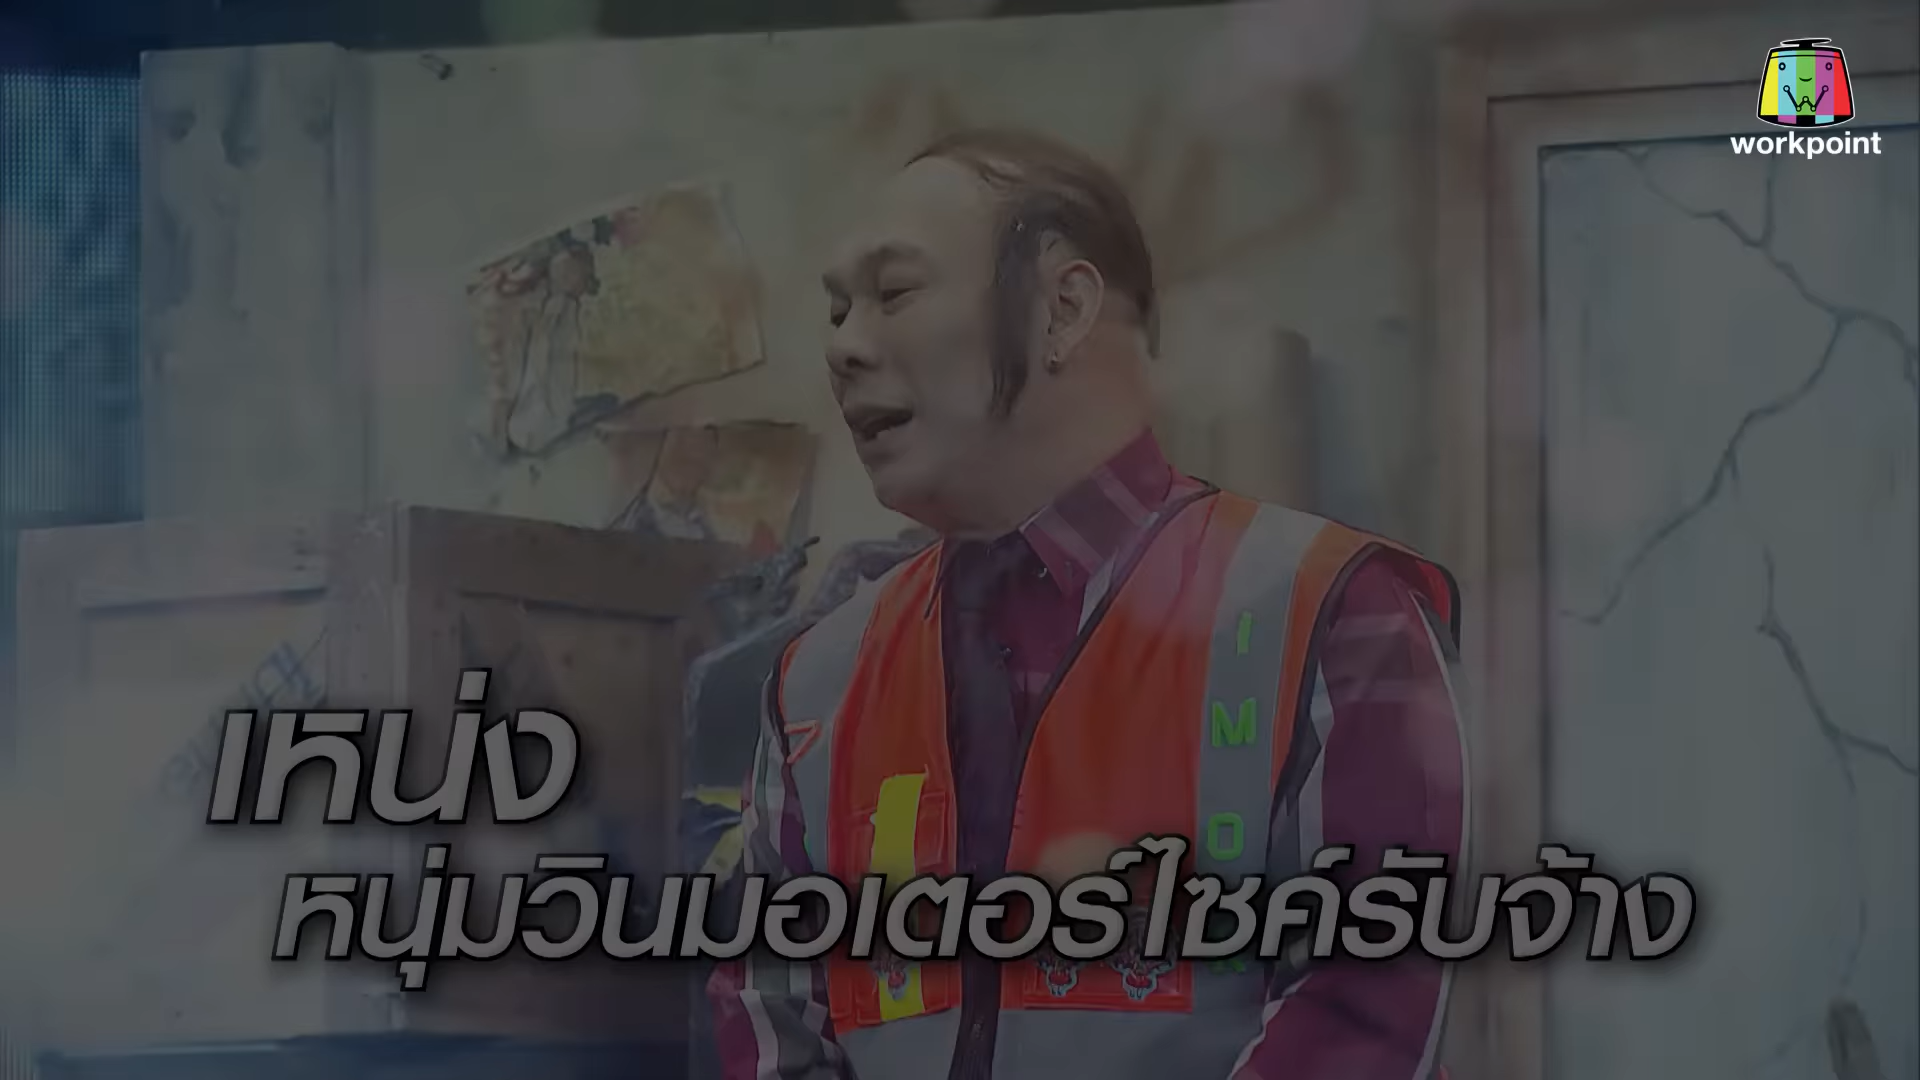 workpoint
เหน่ง
หนุ่มวินมอเตอร์ไซค์รับจ้าง
I
M
O